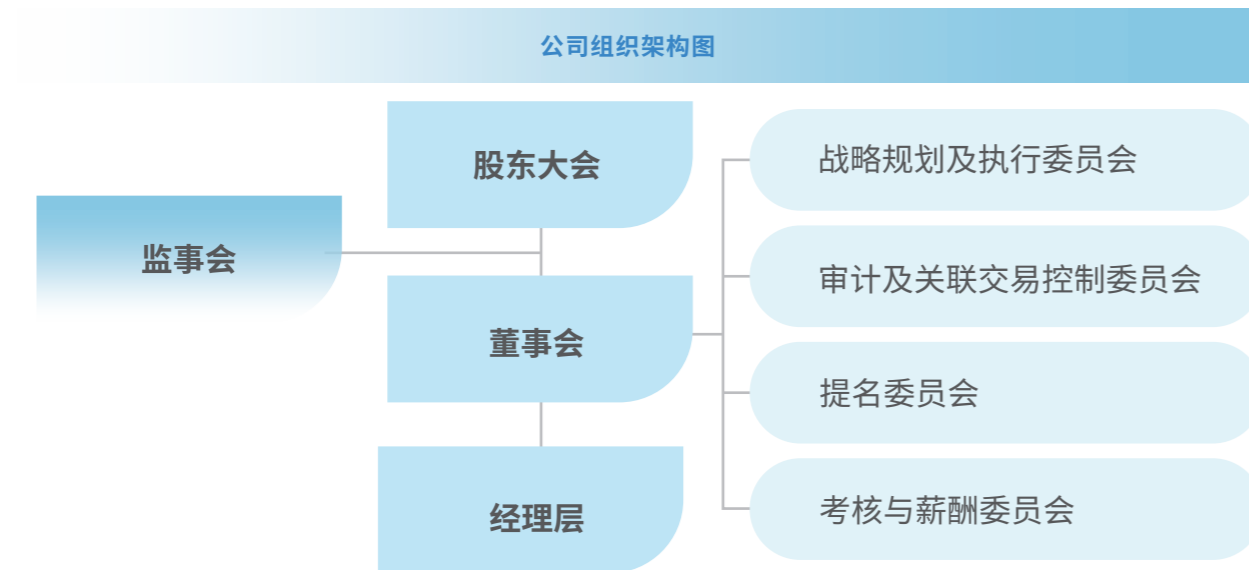 公司组织架构图
股东大会
监事会
董事会
经理层
战略规划及执行委员会
审计及关联交易控制委员会
提名委员会
考核与薪酬委员会